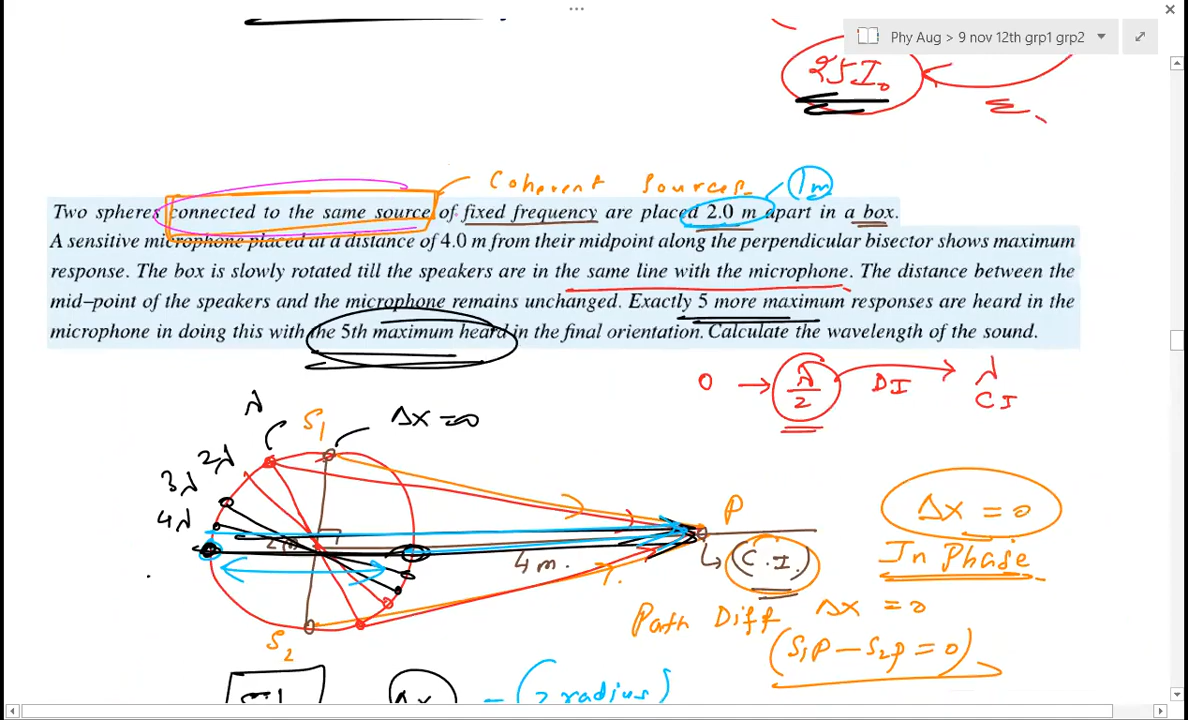 Phy Aug > 9 nov 12th grp1 grp2
25I₀
Coherent Sources
1m
Two spheres connected to the same source of fixed frequency are placed 2.0 m apart in a box.
A sensitive microphone placed at a distance of 4.0 m from their midpoint along the perpendicular bisector shows maximum
response. The box is slowly rotated till the speakers are in the same line with the microphone. The distance between the
mid–point of the speakers and the microphone remains unchanged. Exactly 5 more maximum responses are heard in the
microphone in doing this with the 5th maximum heard in the final orientation. Calculate the wavelength of the sound.
0 → λ/2 DI → λ
CI
λ S₁ Δx = 0
2λ
3λ
4λ
P
Δx = 0
In Phase
4m.
(C.I.)
Path Diff Δx = 0
(S₁P – S₂P = 0)
S₂
Δx = (2 radius)